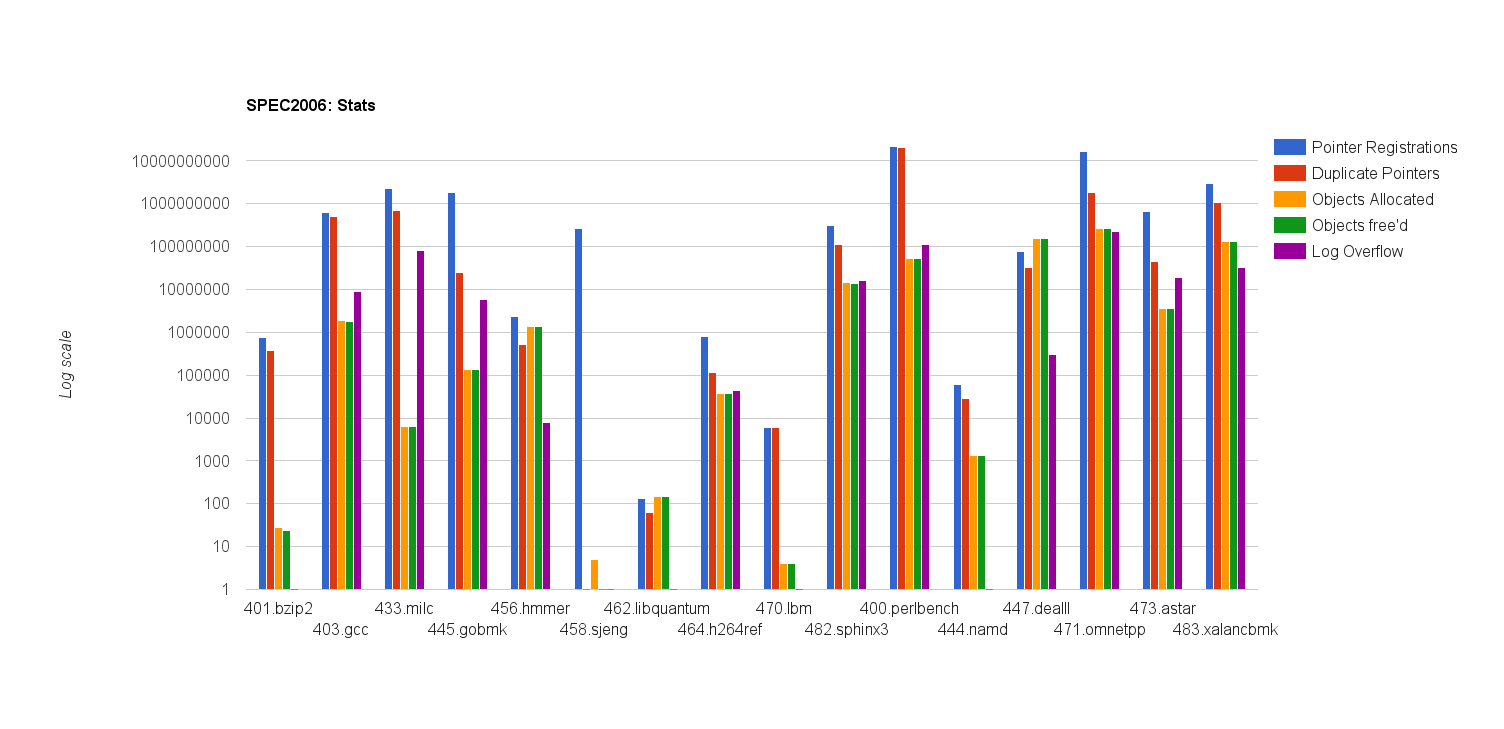 SPEC2006: Stats
10000000000
1000000000
100000000
10000000
1000000
100000
10000
1000
100
10
1
Log scale
401.bzip2
403.gcc
433.milc
445.gobmk
456.hmmer
458.sjeng
462.libquantum
464.h264ref
470.lbm
482.sphinx3
400.perlbench
444.namd
447.dealII
471.omnetpp
473.astar
483.xalancbmk
Pointer Registrations
Duplicate Pointers
Objects Allocated
Objects free'd
Log Overflow